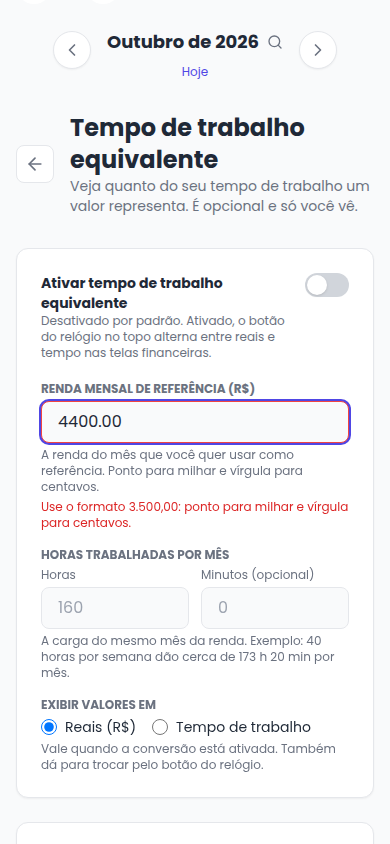 Outubro de 2026
Hoje
Tempo de trabalho
equivalente
Veja quanto do seu tempo de trabalho um
valor representa. É opcional e só você vê.
Ativar tempo de trabalho
equivalente
Desativado por padrão. Ativado, o botão
do relógio no topo alterna entre reais e
tempo nas telas financeiras.
RENDA MENSAL DE REFERÊNCIA (R$)
4400.00
A renda do mês que você quer usar como
referência. Ponto para milhar e vírgula para
centavos.
Use o formato 3.500,00: ponto para milhar e vírgula
para centavos.
HORAS TRABALHADAS POR MÊS
Horas
Minutos (opcional)
160
0
A carga do mesmo mês da renda. Exemplo: 40
horas por semana dão cerca de 173 h 20 min por
mês.
EXIBIR VALORES EM
Reais (R$)
Tempo de trabalho
Vale quando a conversão está ativada. Também
dá para trocar pelo botão do relógio.